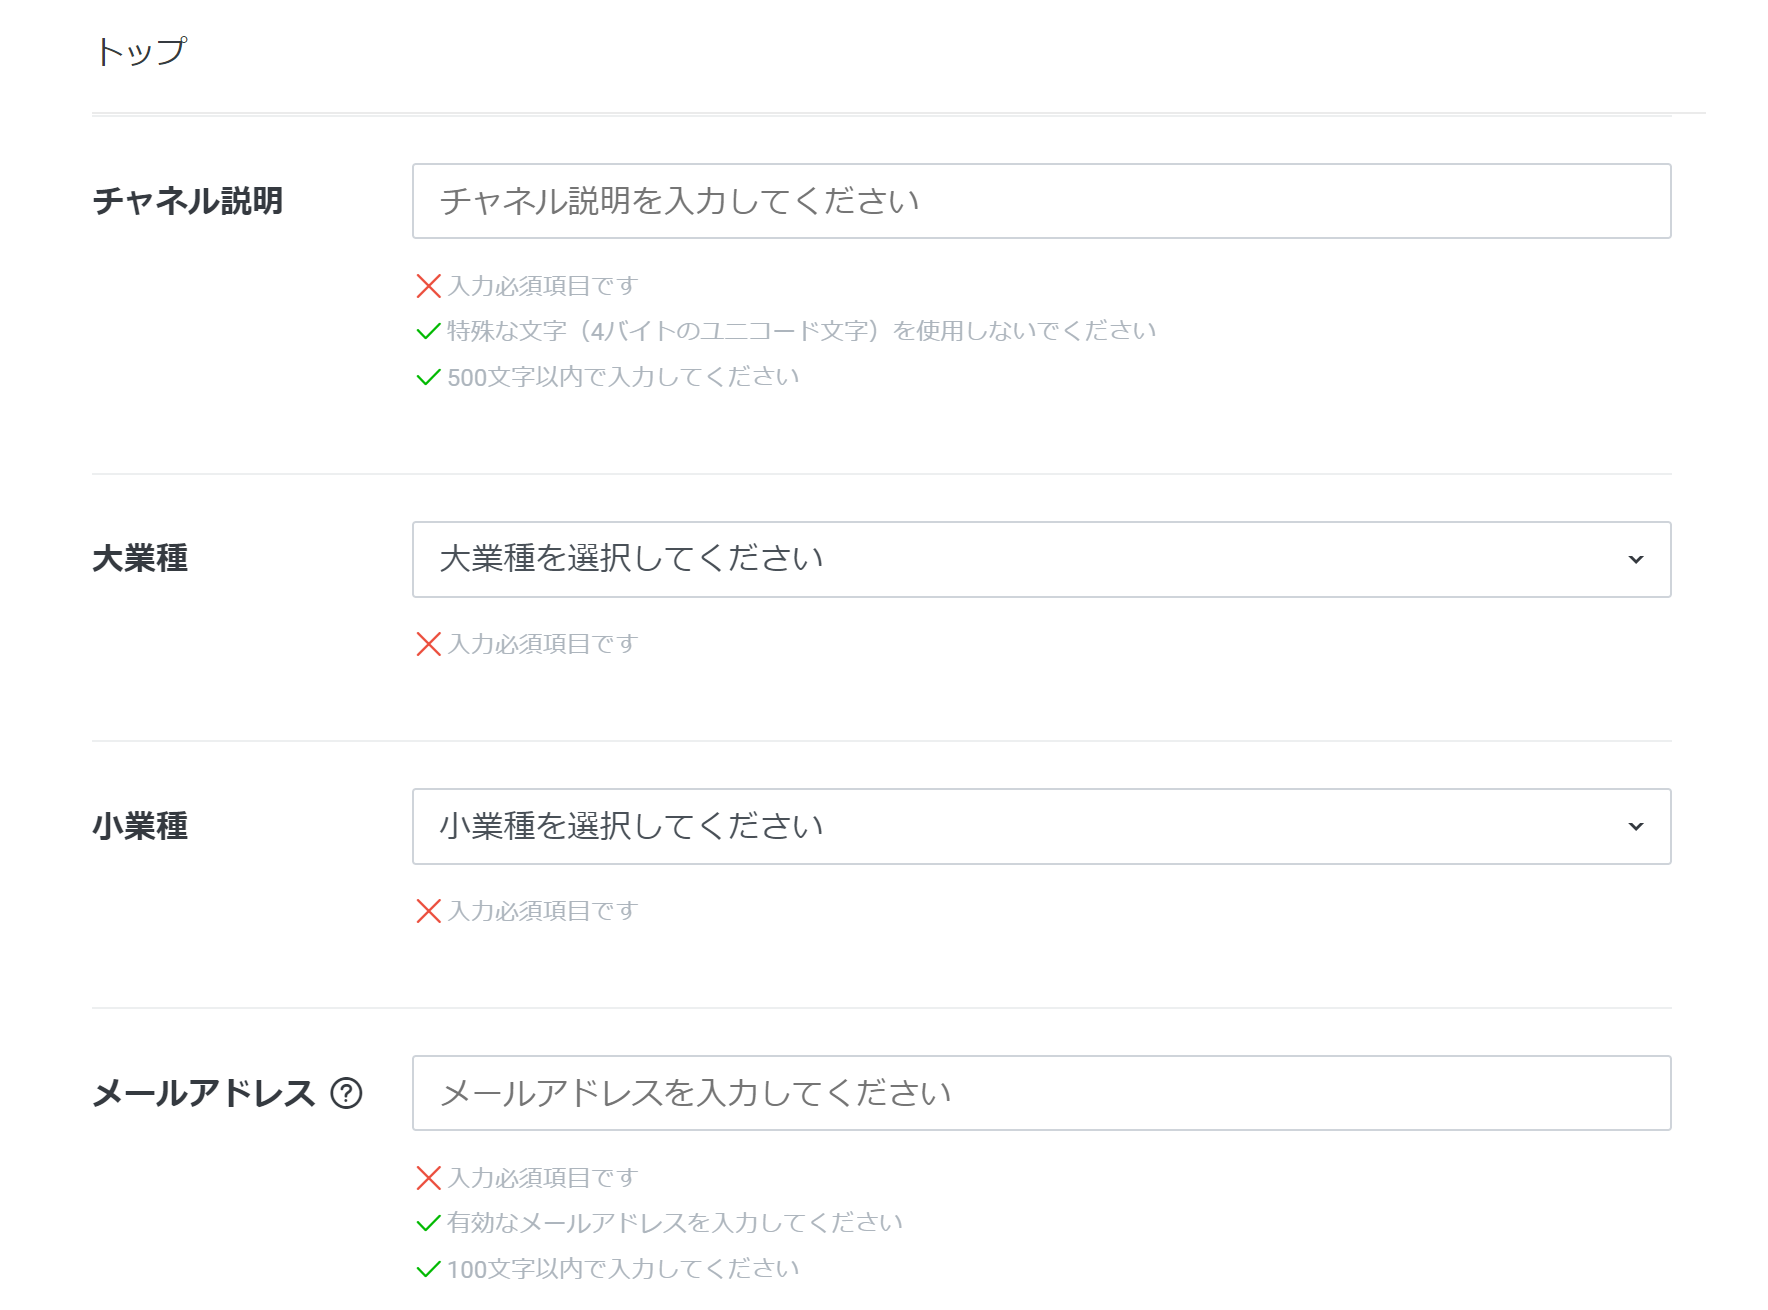 トップ
チャネル説明
チャネル説明を入力してください
入力必須項目です
特殊な文字（4バイトのユニコード文字）を使用しないでください
500文字以内で入力してください
大業種
大業種を選択してください
入力必須項目です
小業種
小業種を選択してください
入力必須項目です
メールアドレス ?
メールアドレスを入力してください
入力必須項目です
有効なメールアドレスを入力してください
100文字以内で入力してください